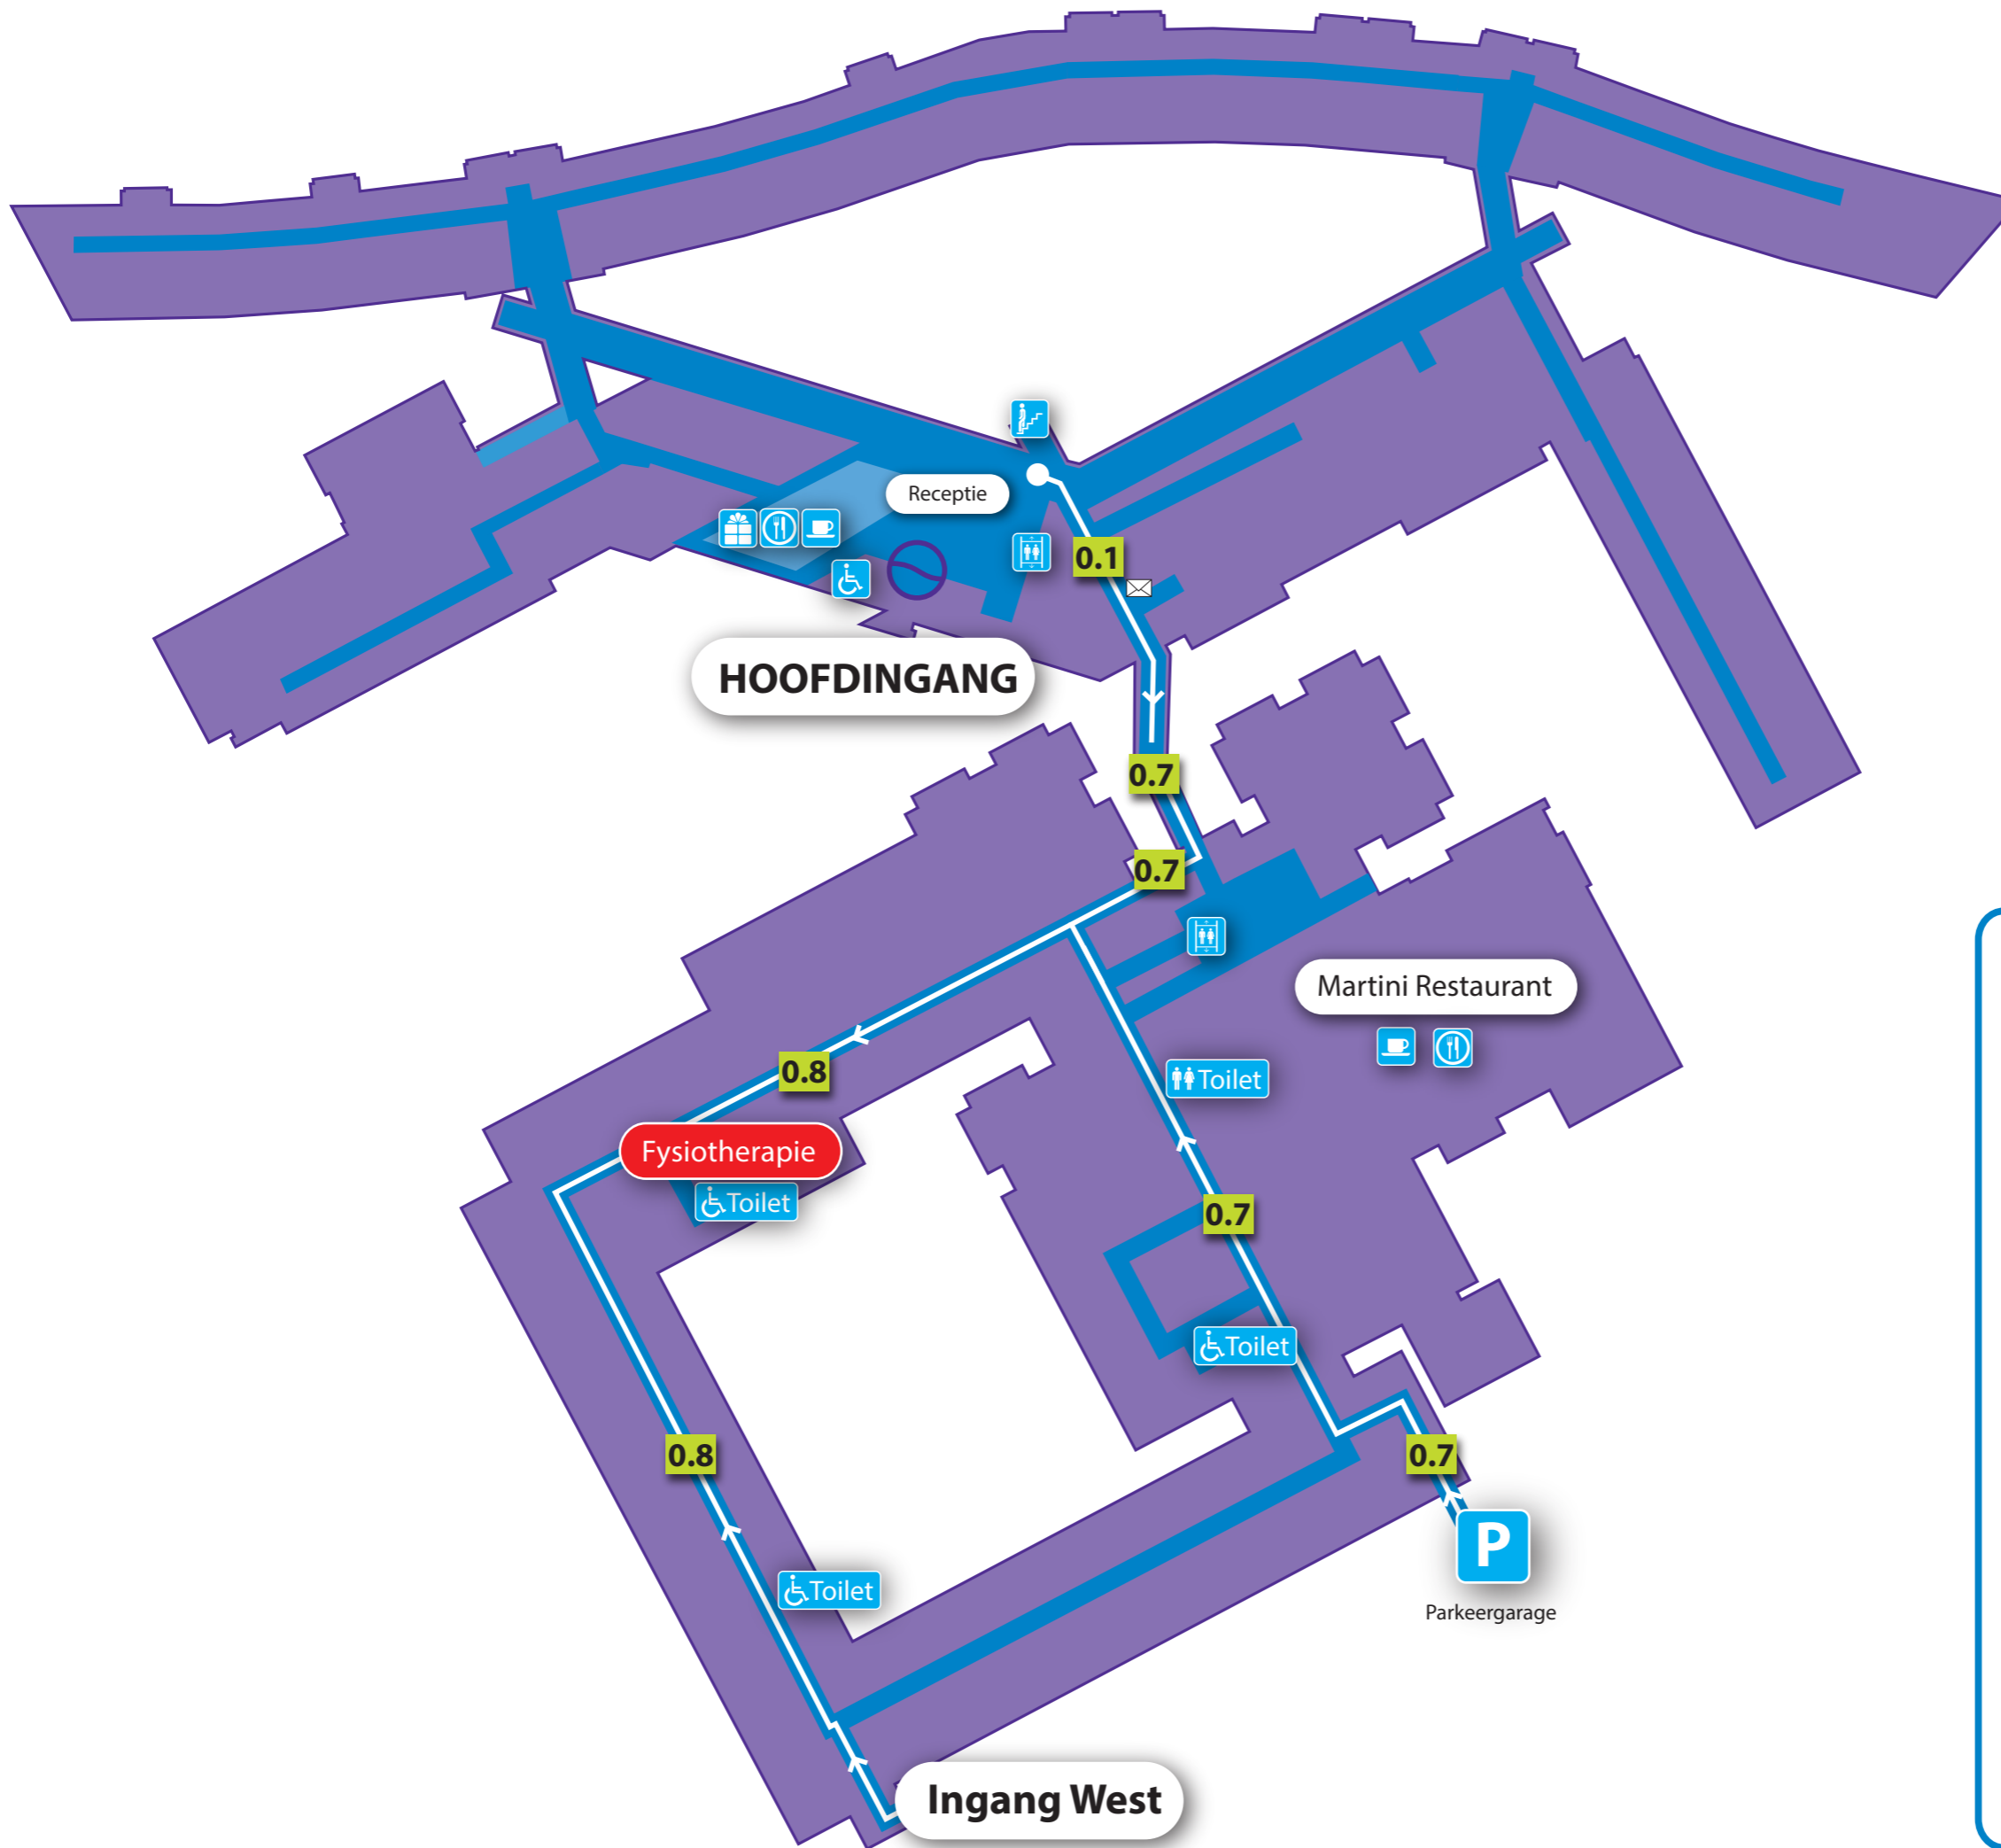 Receptie
0.1
HOOFDINGANG
0.7
0.7
Martini Restaurant
0.8
Toilet
Fysiotherapie
Toilet
0.7
Toilet
0.8
0.7
P
Toilet
Parkeergarage
Ingang West